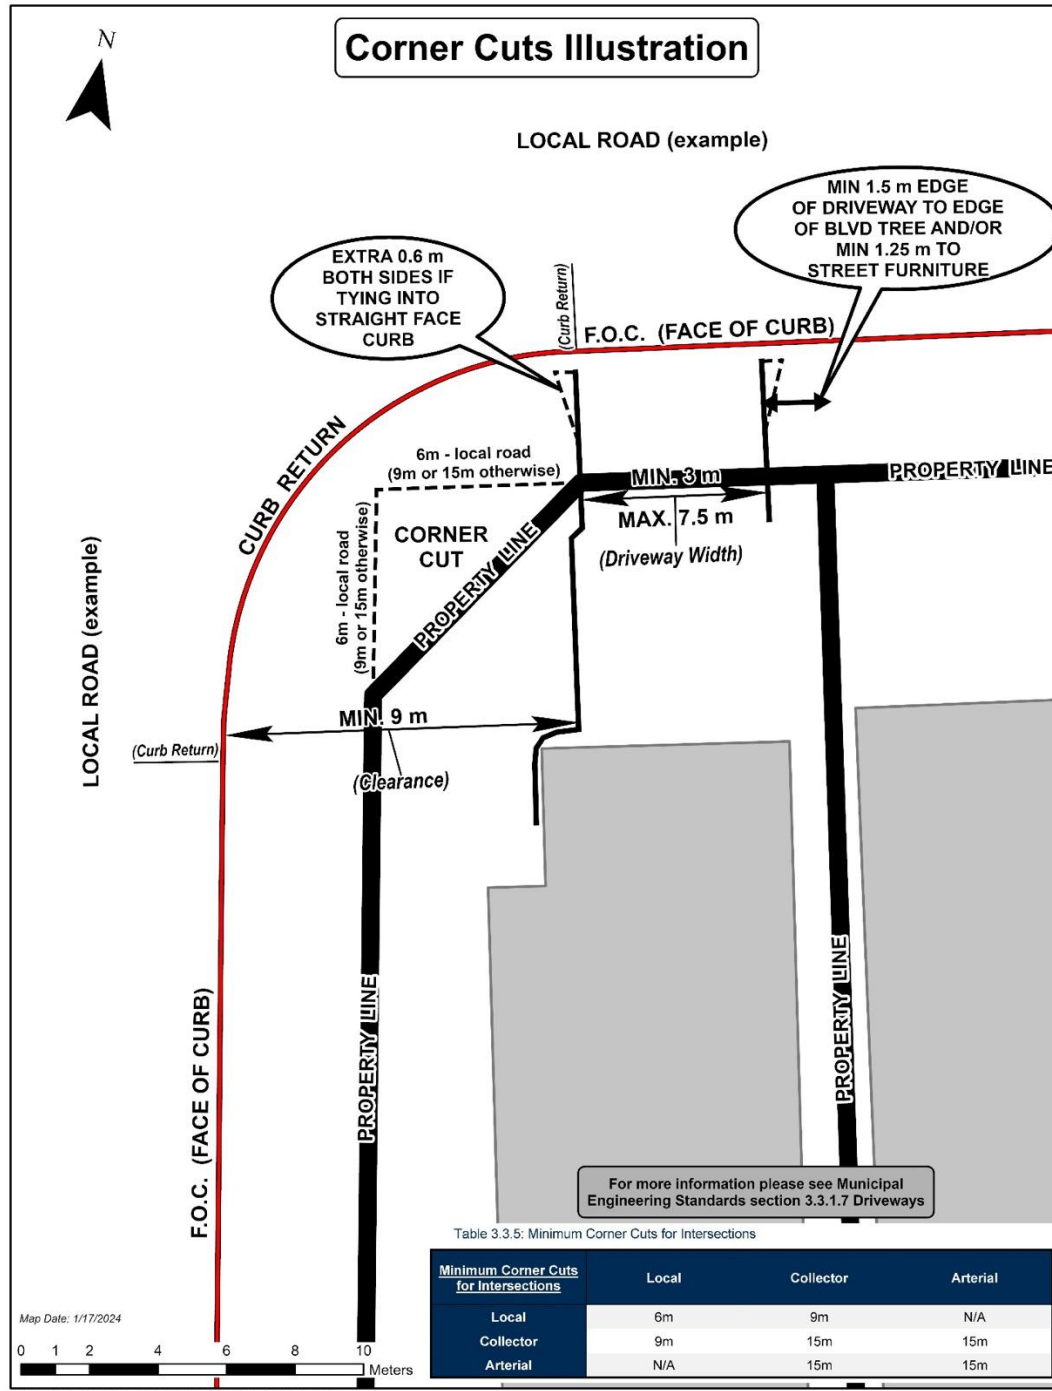 N
Corner Cuts Illustration
LOCAL ROAD (example)
MIN 1.5 m EDGE
OF DRIVEWAY TO EDGE
OF BLVD TREE AND/OR
MIN 1.25 m TO
STREET FURNITURE
EXTRA 0.6 m
BOTH SIDES IF
TYING INTO
STRAIGHT FACE
CURB
(Curb Return)
F.O.C. (FACE OF CURB)
CURB RETURN
6m - local road
(9m or 15m otherwise)
MIN. 3 m
PROPERTY LINE
MAX. 7.5 m
(Driveway Width)
CORNER
CUT
PROPERTY LINE
6m - local road
(9m or 15m otherwise)
LOCAL ROAD (example)
MIN. 9 m
(Curb Return)
(Clearance)
F.O.C. (FACE OF CURB)
PROPERTY LINE
PROPERTY LINE
For more information please see Municipal
Engineering Standards section 3.3.1.7 Driveways
Table 3.3.5: Minimum Corner Cuts for Intersections
Minimum Corner Cuts
for Intersections
Local Collector Arterial
Local 6m 9m N/A
Collector 9m 15m 15m
Arterial N/A 15m 15m
Map Date: 1/17/2024
0 1 2 4 6 8 10
Meters